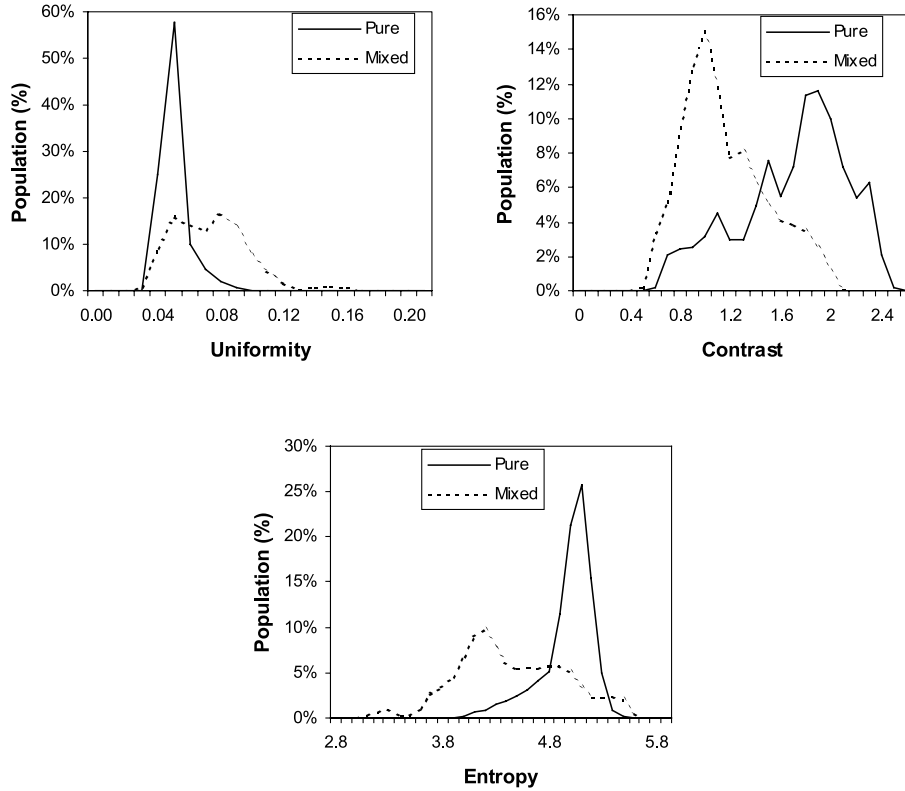 60%
50%
40%
30%
20%
10%
0%
Population (%)
Pure
Mixed
0.00 0.04 0.08 0.12 0.16 0.20
Uniformity
16%
14%
12%
10%
8%
6%
4%
2%
0%
Population (%)
Pure
Mixed
0 0.4 0.8 1.2 1.6 2 2.4
Contrast
30%
25%
20%
15%
10%
5%
0%
Population (%)
Pure
Mixed
2.8 3.8 4.8 5.8
Entropy